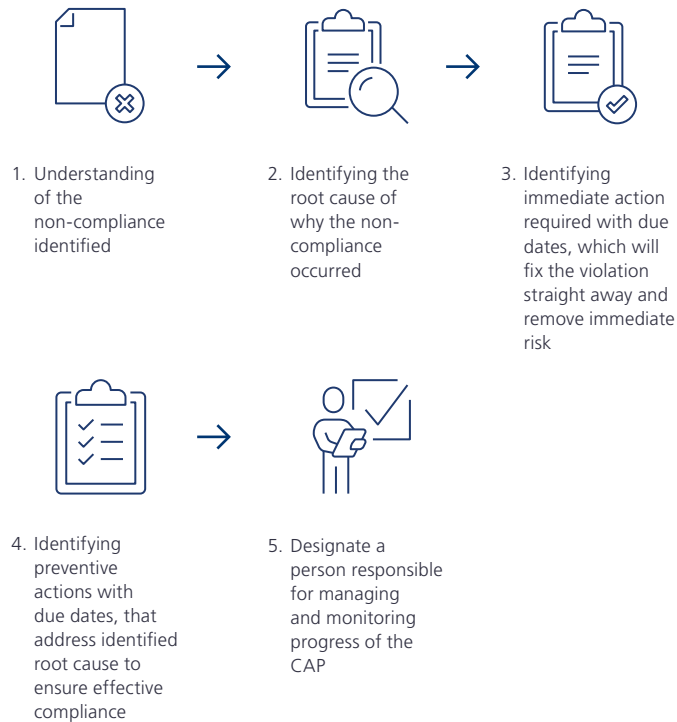 1. Understanding
of the
non-compliance
identified
2. Identifying the
root cause of
why the non-
compliance
occurred
3. Identifying
immediate action
required with due
dates, which will
fix the violation
straight away and
remove immediate
risk
4. Identifying
preventive
actions with
due dates, that
address identified
root cause to
ensure effective
compliance
5. Designate a
person responsible
for managing
and monitoring
progress of the
CAP